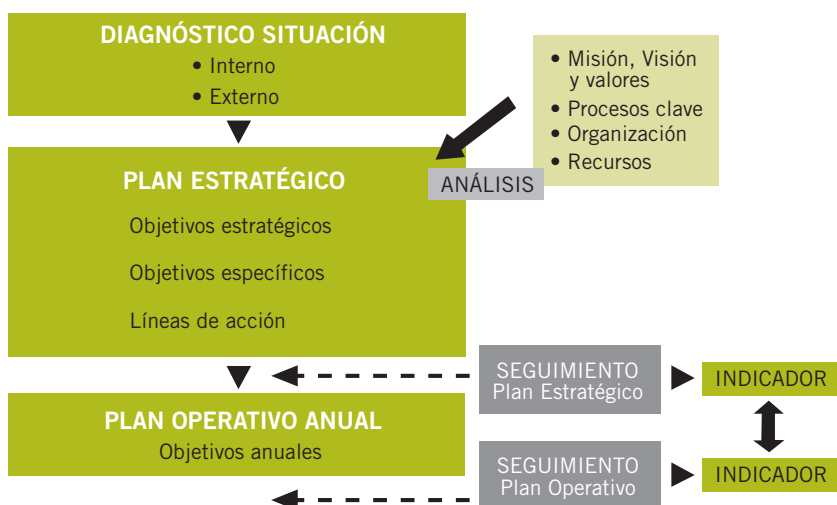 DIAGNÓSTICO SITUACIÓN
• Interno
• Externo
• Misión, Visión
y valores
• Procesos clave
• Organización
• Recursos
PLAN ESTRATÉGICO
ANÁLISIS
Objetivos estratégicos
Objetivos específicos
Líneas de acción
SEGUIMIENTO
Plan Estratégico
INDICADOR
PLAN OPERATIVO ANUAL
Objetivos anuales
SEGUIMIENTO
Plan Operativo
INDICADOR